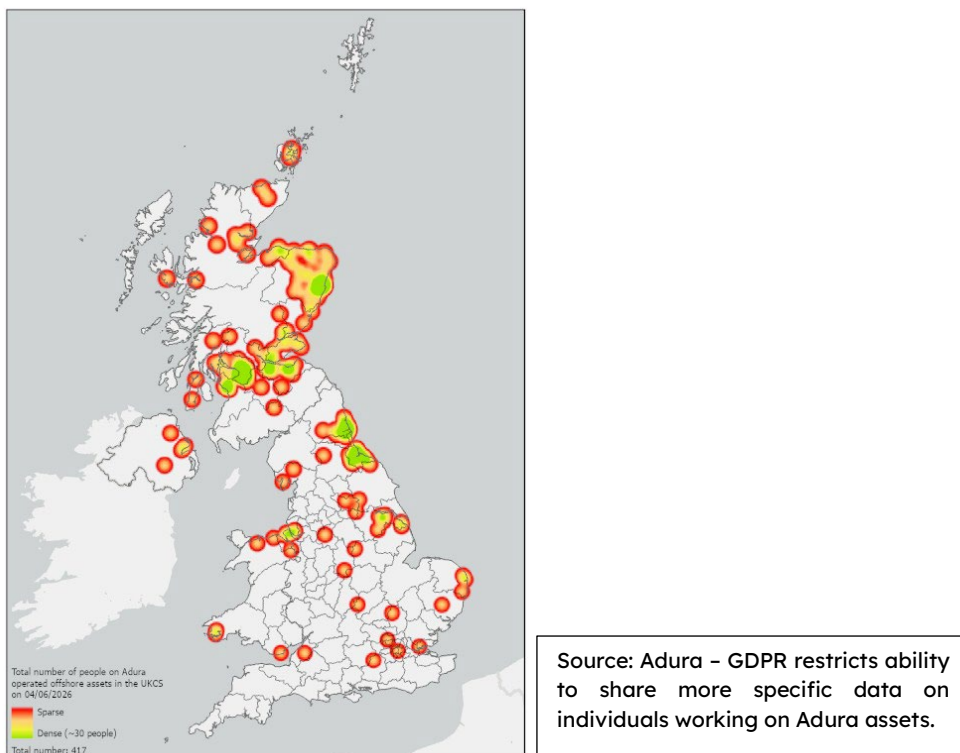 Total number of people on Adura
operated offshore assets in the UKCS
on 04/06/2026
Sparse
Dense (~30 people)
Total number: 417
Source: Adura – GDPR restricts ability
to share more specific data on
individuals working on Adura assets.